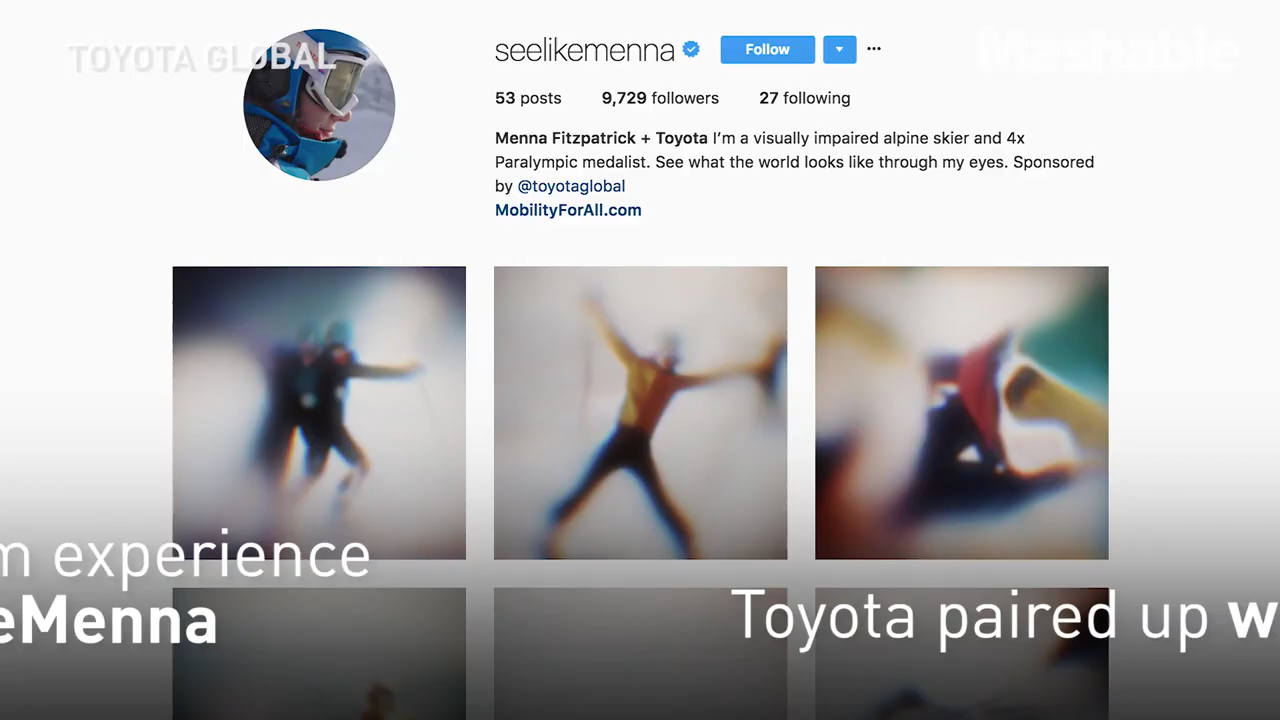 TOYOTA GLOBAL
Mashable
seelikemenna
Follow
53 posts 9,729 followers 27 following
Menna Fitzpatrick + Toyota I'm a visually impaired alpine skier and 4x
Paralympic medalist. See what the world looks like through my eyes. Sponsored
by @toyotaglobal
MobilityForAll.com
m experience
eMenna
Toyota paired up w